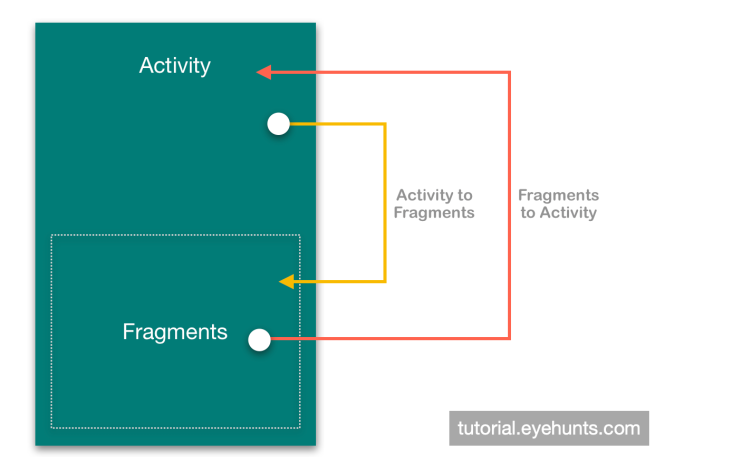 Activity
Activity to
Fragments
Fragments
to Activity
Fragments
tutorial.eyehunts.com